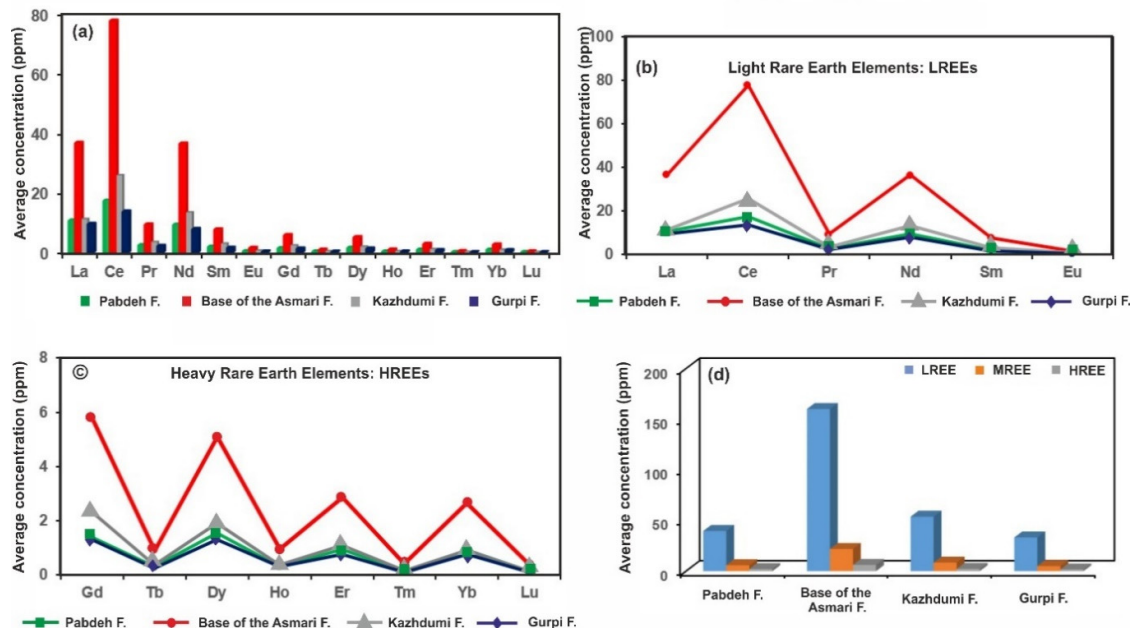 (a)
Average concentration (ppm)
80
60
40
20
0
La Ce Pr Nd Sm Eu Gd Tb Dy Ho Er Tm Yb Lu
Pabdeh F. Base of the Asmari F. Kazhdumi F. Gurpi F.
(b)
Light Rare Earth Elements: LREEs
Average concentration (ppm)
100
80
60
40
20
0
La Ce Pr Nd Sm Eu
Pabdeh F. Base of the Asmari F. Kazhdumi F. Gurpi F.
©
Heavy Rare Earth Elements: HREEs
Average concentration (ppm)
8
6
4
2
0
Gd Tb Dy Ho Er Tm Yb Lu
Pabdeh F. Base of the Asmari F. Kazhdumi F. Gurpi F.
(d)
LREE MREE HREE
Average concentration (ppm)
200
150
100
50
0
Pabdeh F. Base of the Kazhdumi F. Gurpi F.
Asmari F.